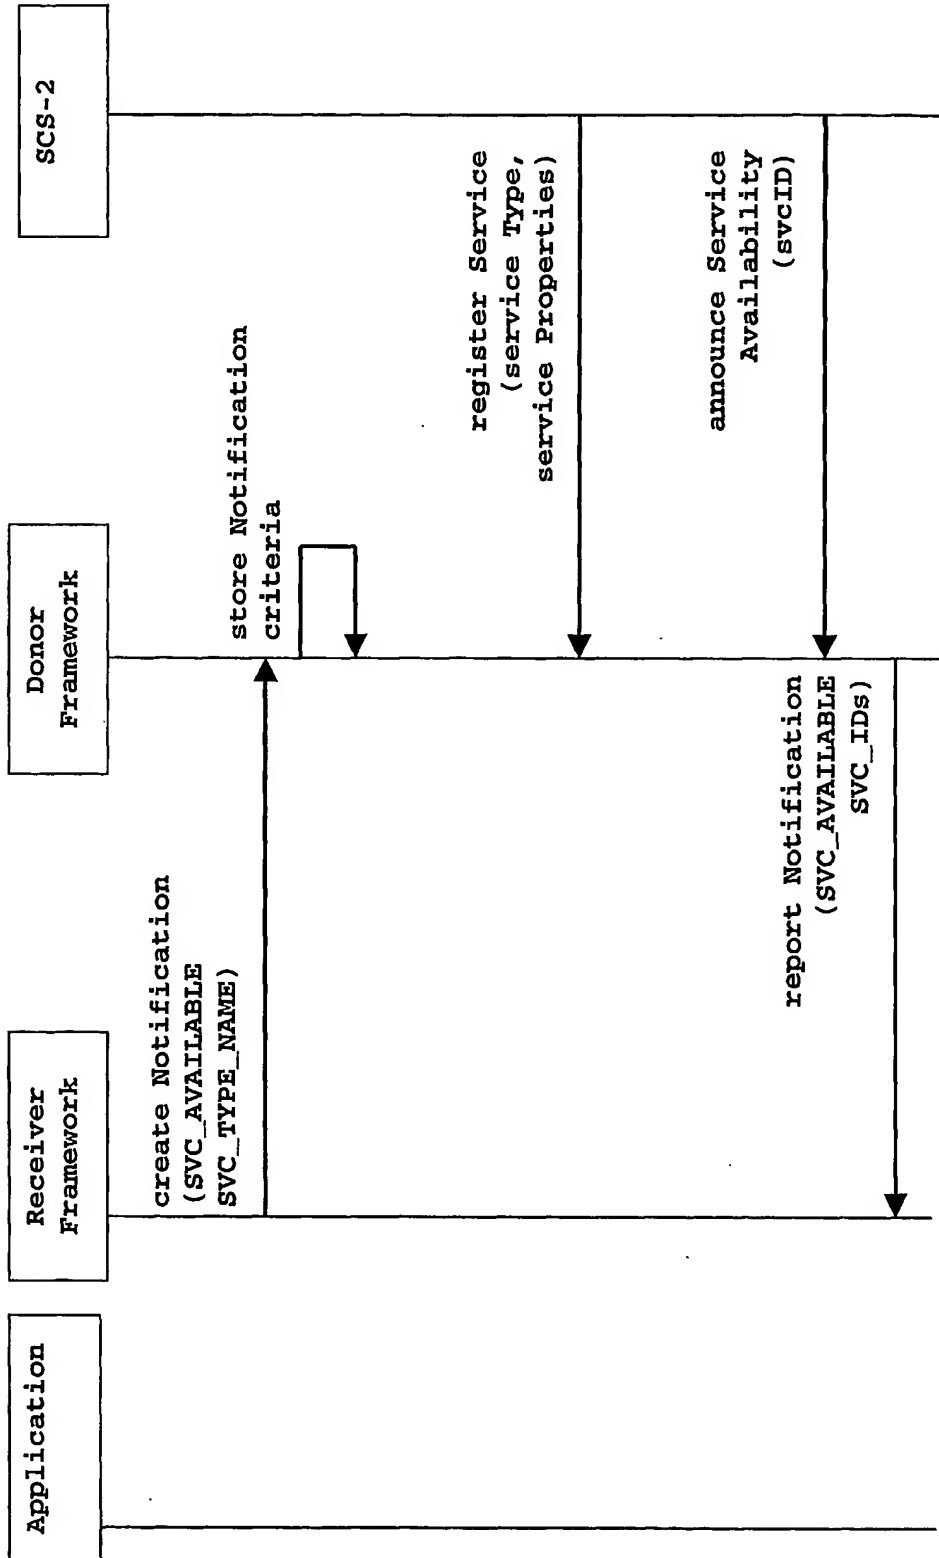 Application
Receiver
Framework
Donor
Framework
SCS-2
create Notification
(SVC_AVAILABLE
SVC_TYPE_NAME)
store Notification
criteria
register Service
(service Type,
service Properties)
announce Service
Availability
(svcID)
report Notification
(SVC_AVAILABLE
SVC_IDs)